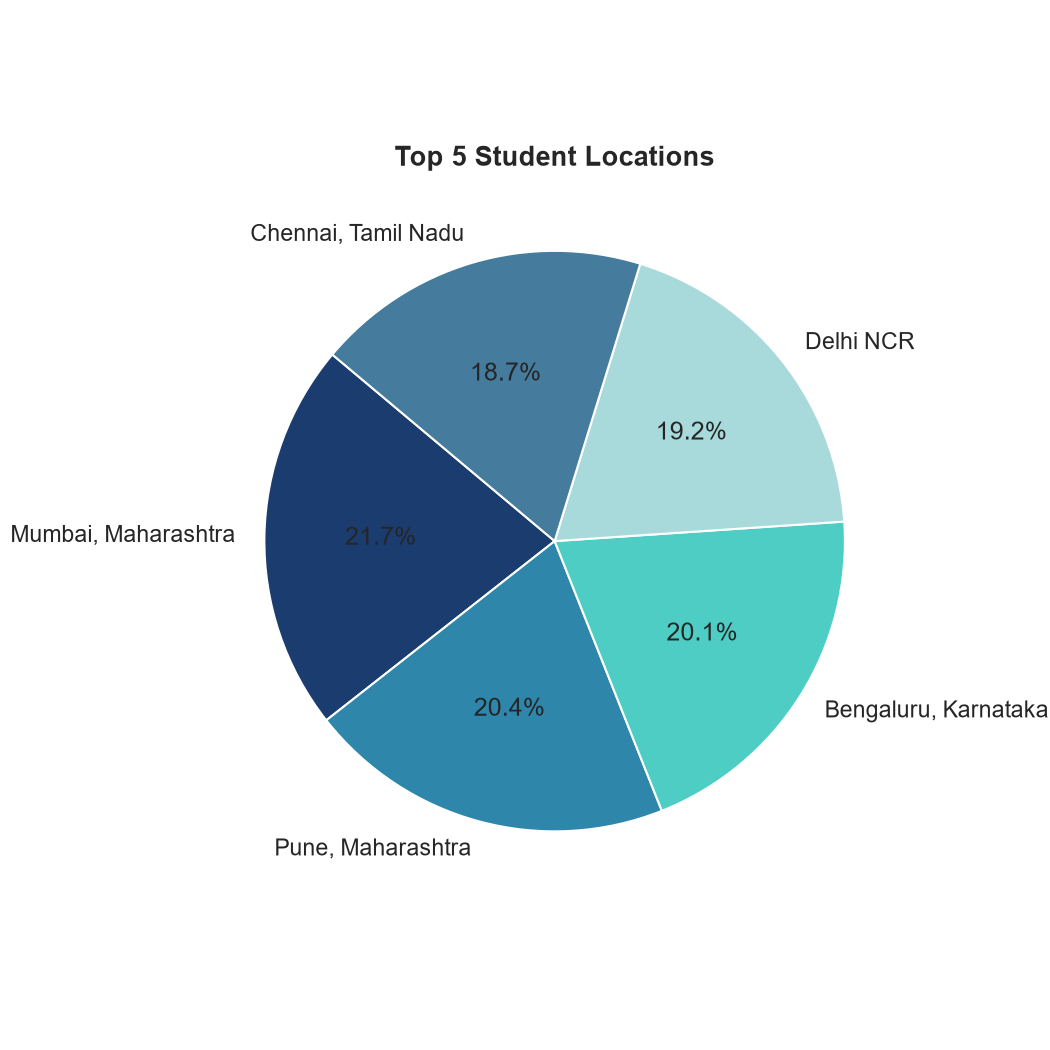 Top 5 Student Locations
Chennai, Tamil Nadu
Delhi NCR
18.7%
19.2%
Mumbai, Maharashtra
21.7%
20.1%
20.4%
Bengaluru, Karnataka
Pune, Maharashtra